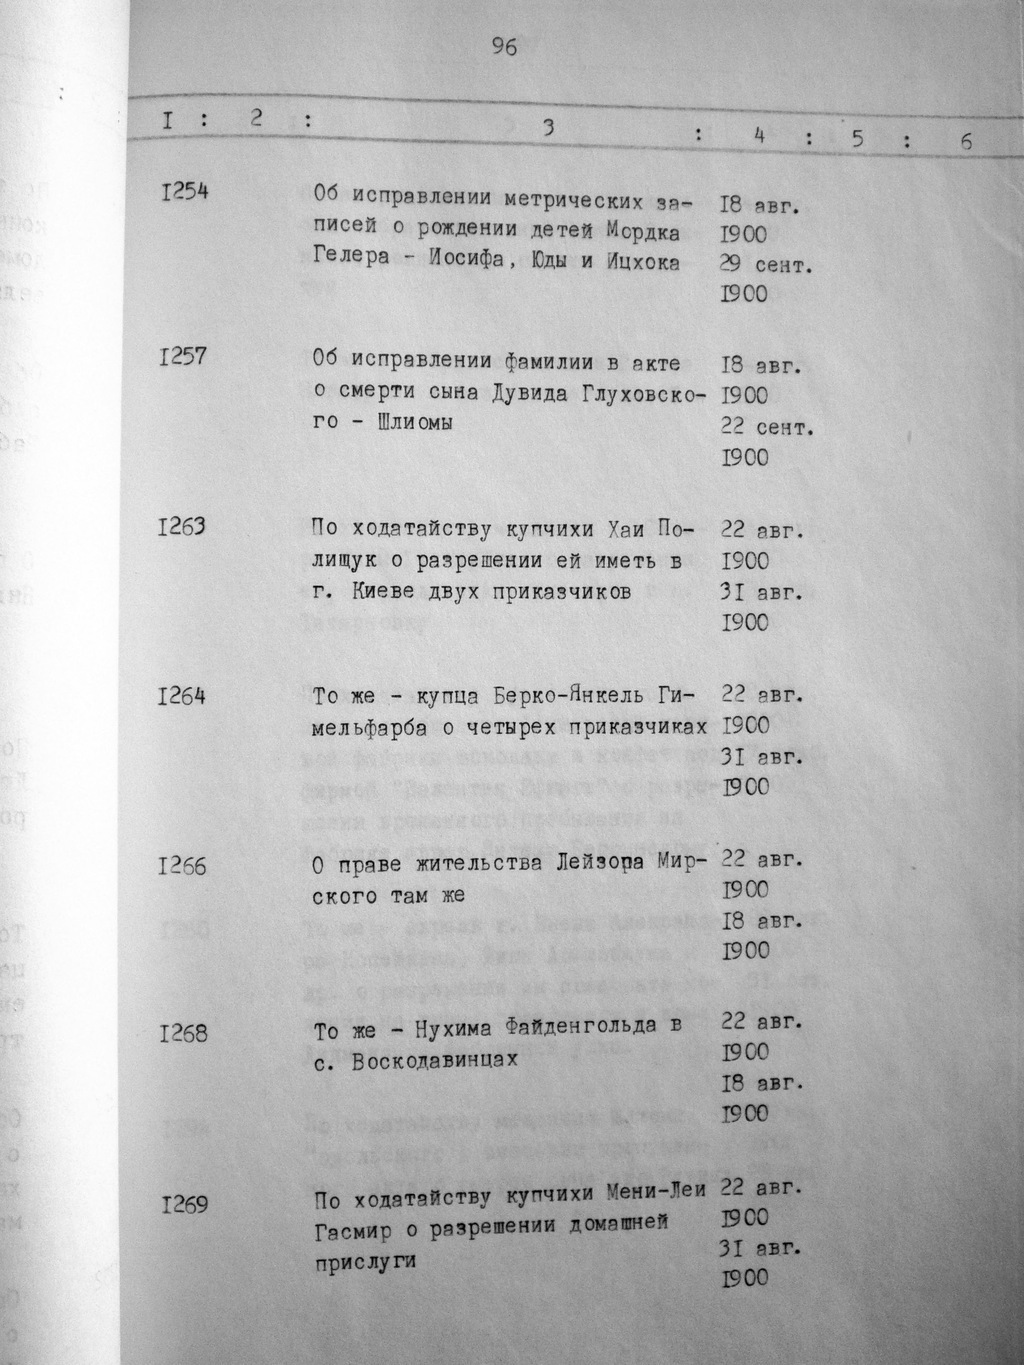 96
I : 2 : 3 : 4 : 5 : 6
I254 Об исправлении метрических за- I8 авг.
писей о рождении детей Мордка I900
Гелера - Иосифа, Юды и Ицхока 29 сент.
I900
I257 Об исправлении фамилии в акте I8 авг.
о смерти сына Дувида Глуховско- I900
го - Шлиомы 22 сент.
I900
I263 По ходатайству купчихи Хаи По- 22 авг.
лищук о разрешении ей иметь в I900
г. Киеве двух приказчиков 3I авг.
I900
I264 То же - купца Берко-Янкель Ги- 22 авг.
мельфарба о четырех приказчиках I900
3I авг.
I900
I266 О праве жительства Лейзора Мир- 22 авг.
ского там же I900
I8 авг.
I900
I268 То же - Нухима Файденгольда в 22 авг.
с. Воскодавинцах I900
I8 авг.
I900
I269 По ходатайству купчихи Мени-Леи 22 авг.
Гасмир о разрешении домашней I900
прислуги 3I авг.
I900